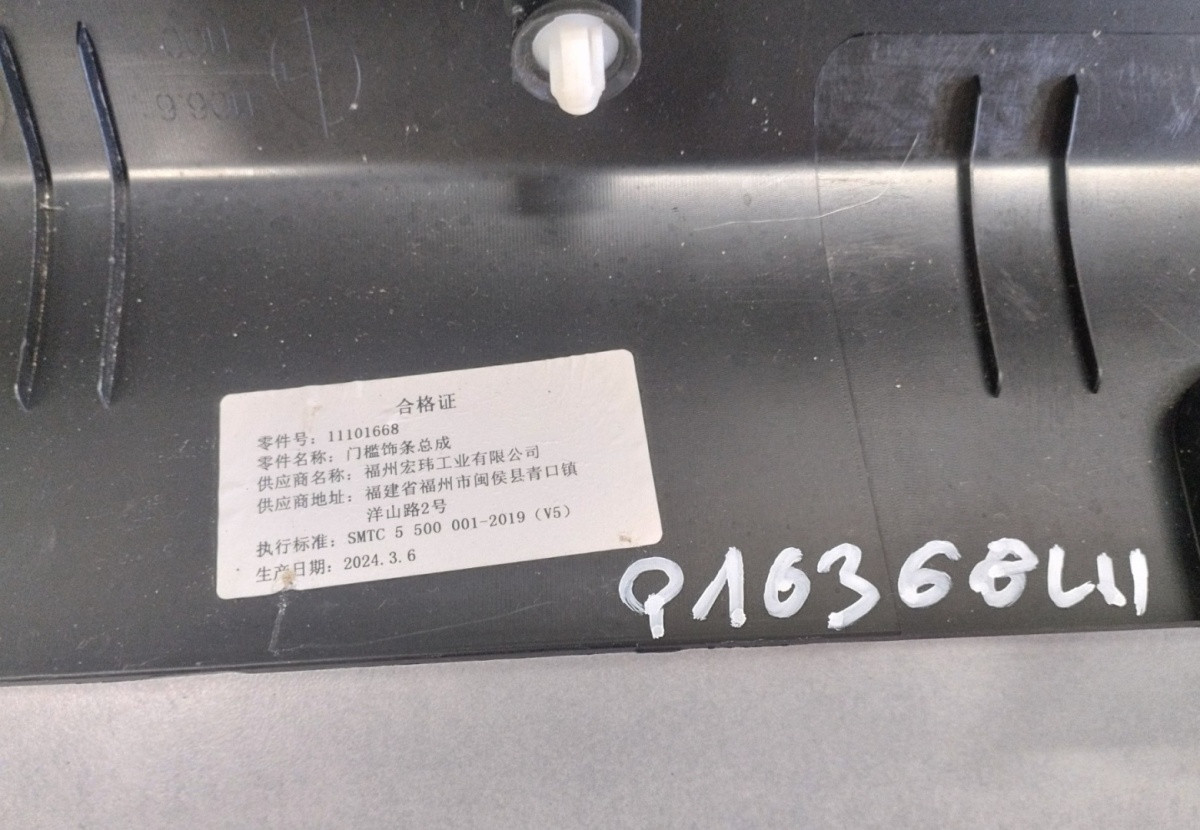 合格证
零件号：11101668
零件名称：门槛饰条总成
供应商名称：福州宏玮工业有限公司
供应商地址：福建省福州市闽侯县青口镇
洋山路2号
执行标准：SMTC 5 500 001-2019（V5）
生产日期：2024.3.6